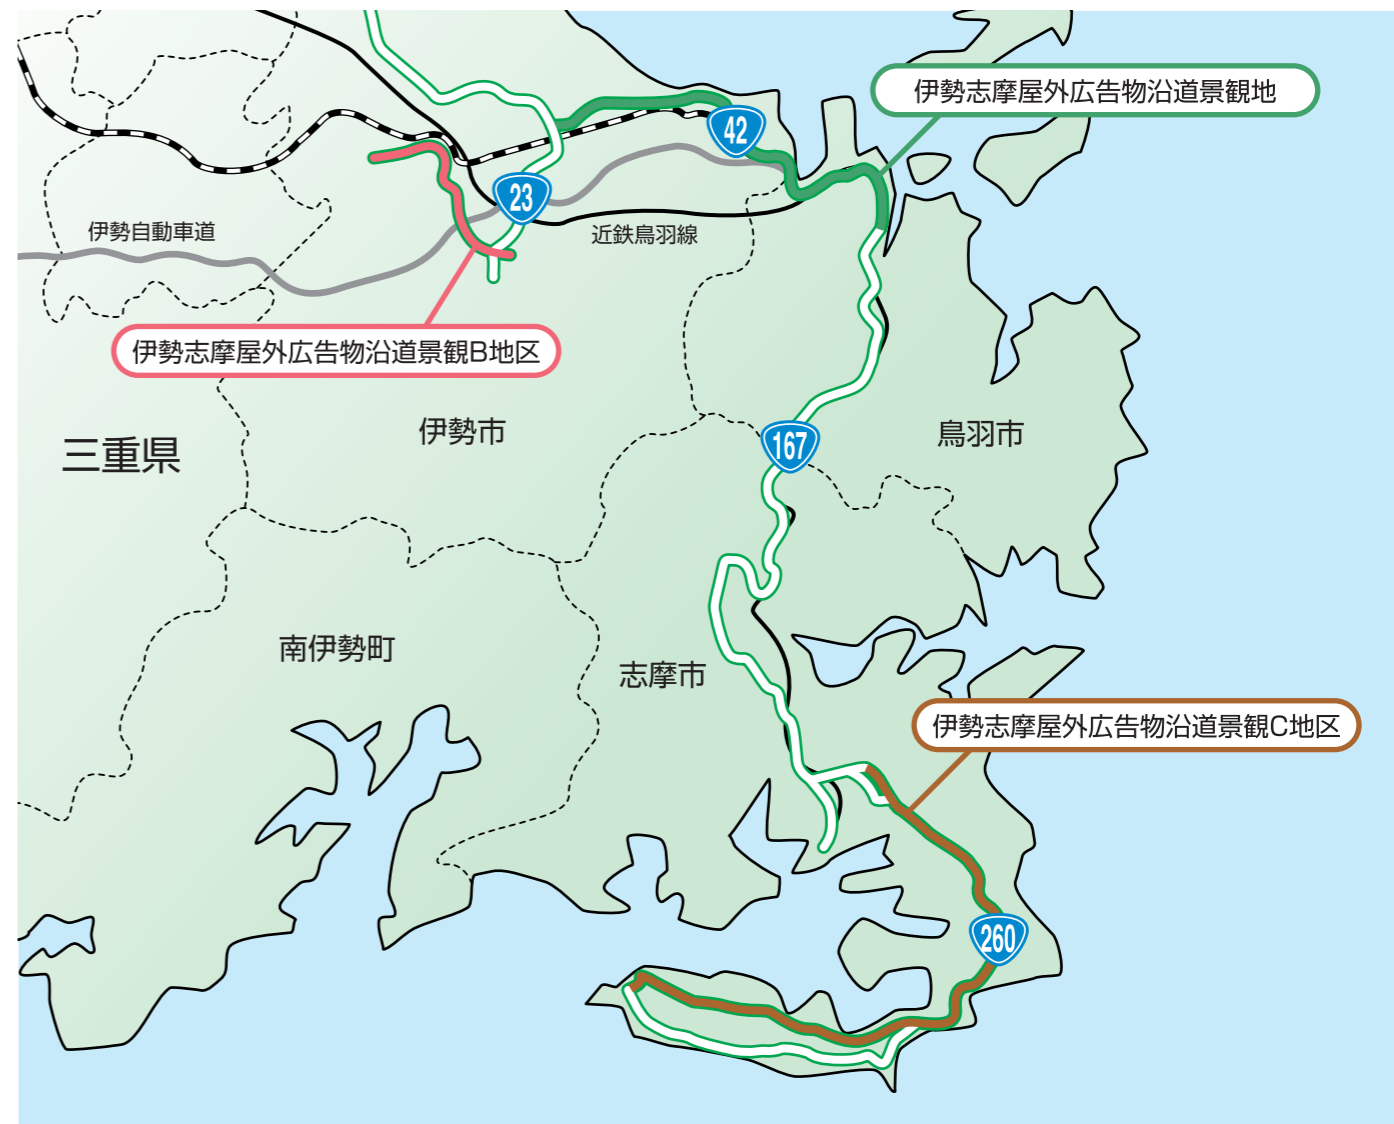 伊勢志摩屋外広告物沿道景観地
42
23
伊勢自動車道
近鉄鳥羽線
伊勢志摩屋外広告物沿道景観B地区
三重県
伊勢市
167
鳥羽市
南伊勢町
志摩市
伊勢志摩屋外広告物沿道景観C地区
260